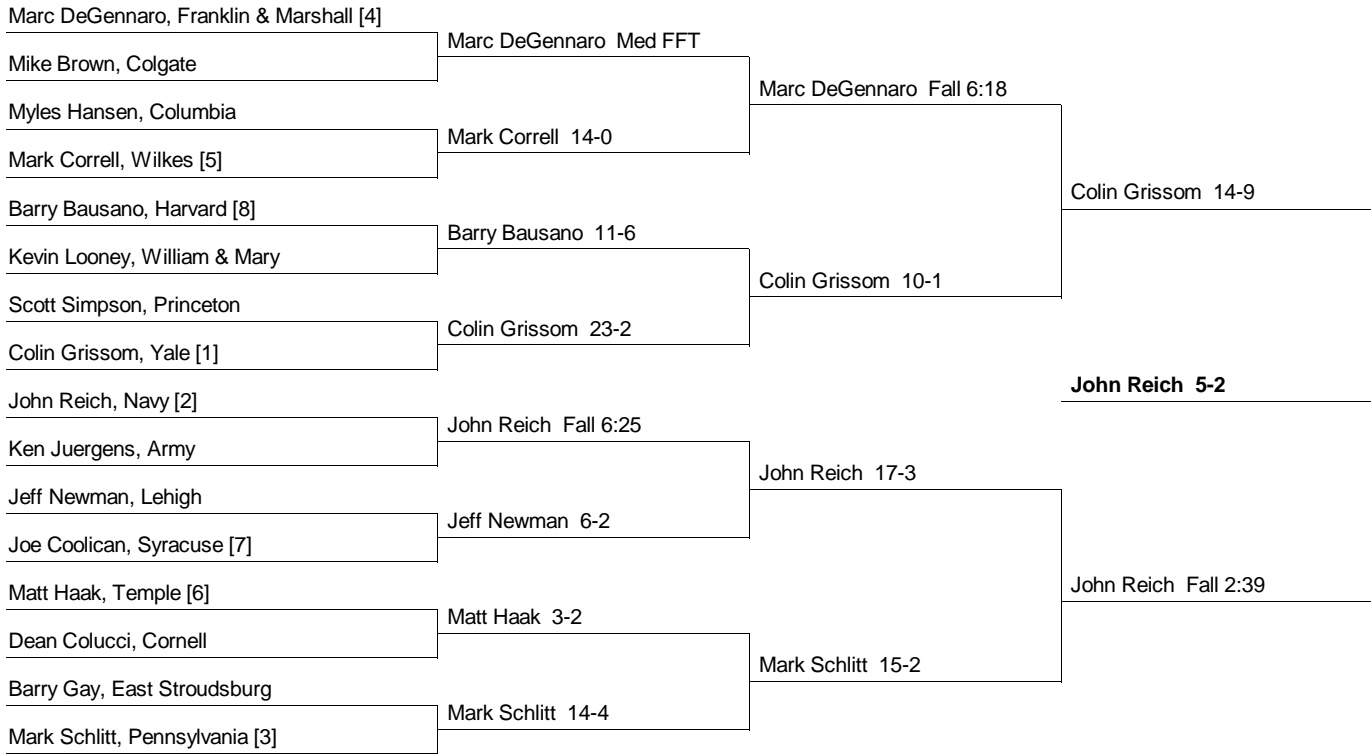 Marc DeGennaro, Franklin & Marshall [4]
Mike Brown, Colgate
Myles Hansen, Columbia
Mark Correll, Wilkes [5]
Barry Bausano, Harvard [8]
Kevin Looney, William & Mary
Scott Simpson, Princeton
Colin Grissom, Yale [1]
John Reich, Navy [2]
Ken Juergens, Army
Jeff Newman, Lehigh
Joe Coolican, Syracuse [7]
Matt Haak, Temple [6]
Dean Colucci, Cornell
Barry Gay, East Stroudsburg
Mark Schlitt, Pennsylvania [3]
Marc DeGennaro Med FFT
Mark Correll 14-0
Barry Bausano 11-6
Colin Grissom 23-2
John Reich Fall 6:25
Jeff Newman 6-2
Matt Haak 3-2
Mark Schlitt 14-4
Marc DeGennaro Fall 6:18
Colin Grissom 10-1
John Reich 17-3
Mark Schlitt 15-2
Colin Grissom 14-9
John Reich 5-2
John Reich Fall 2:39